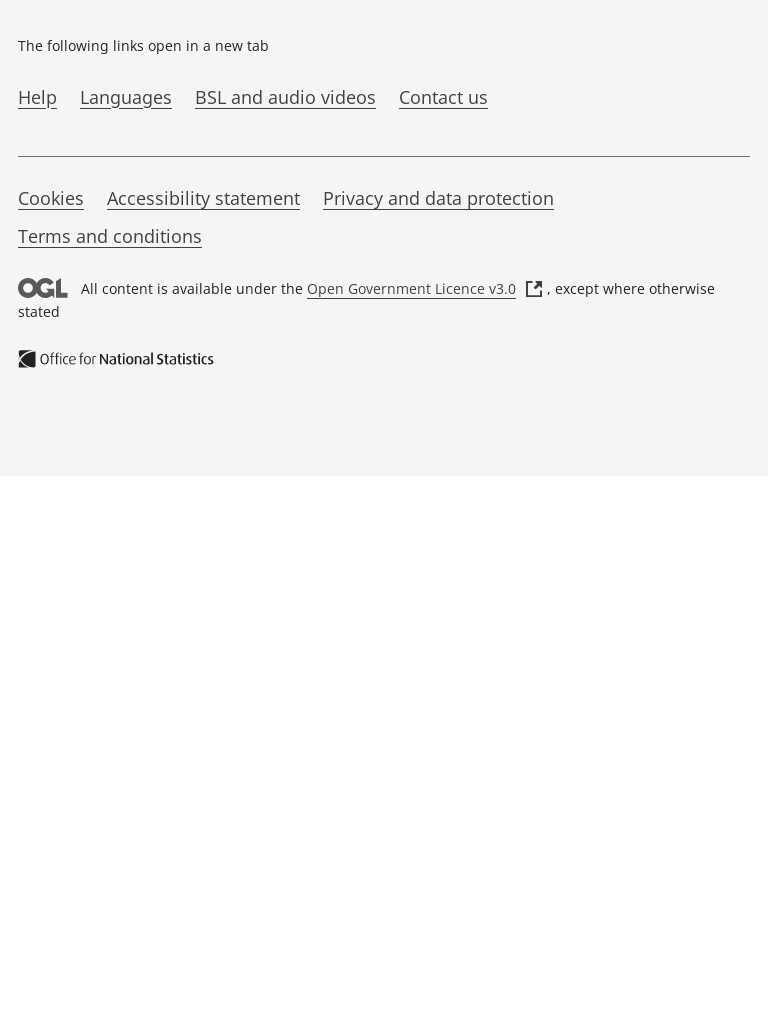 The following links open in a new tab
Help Languages BSL and audio videos Contact us
Cookies Accessibility statement Privacy and data protection
Terms and conditions
OGL All content is available under the Open Government Licence v3.0 , except where otherwise
stated
Office for National Statistics